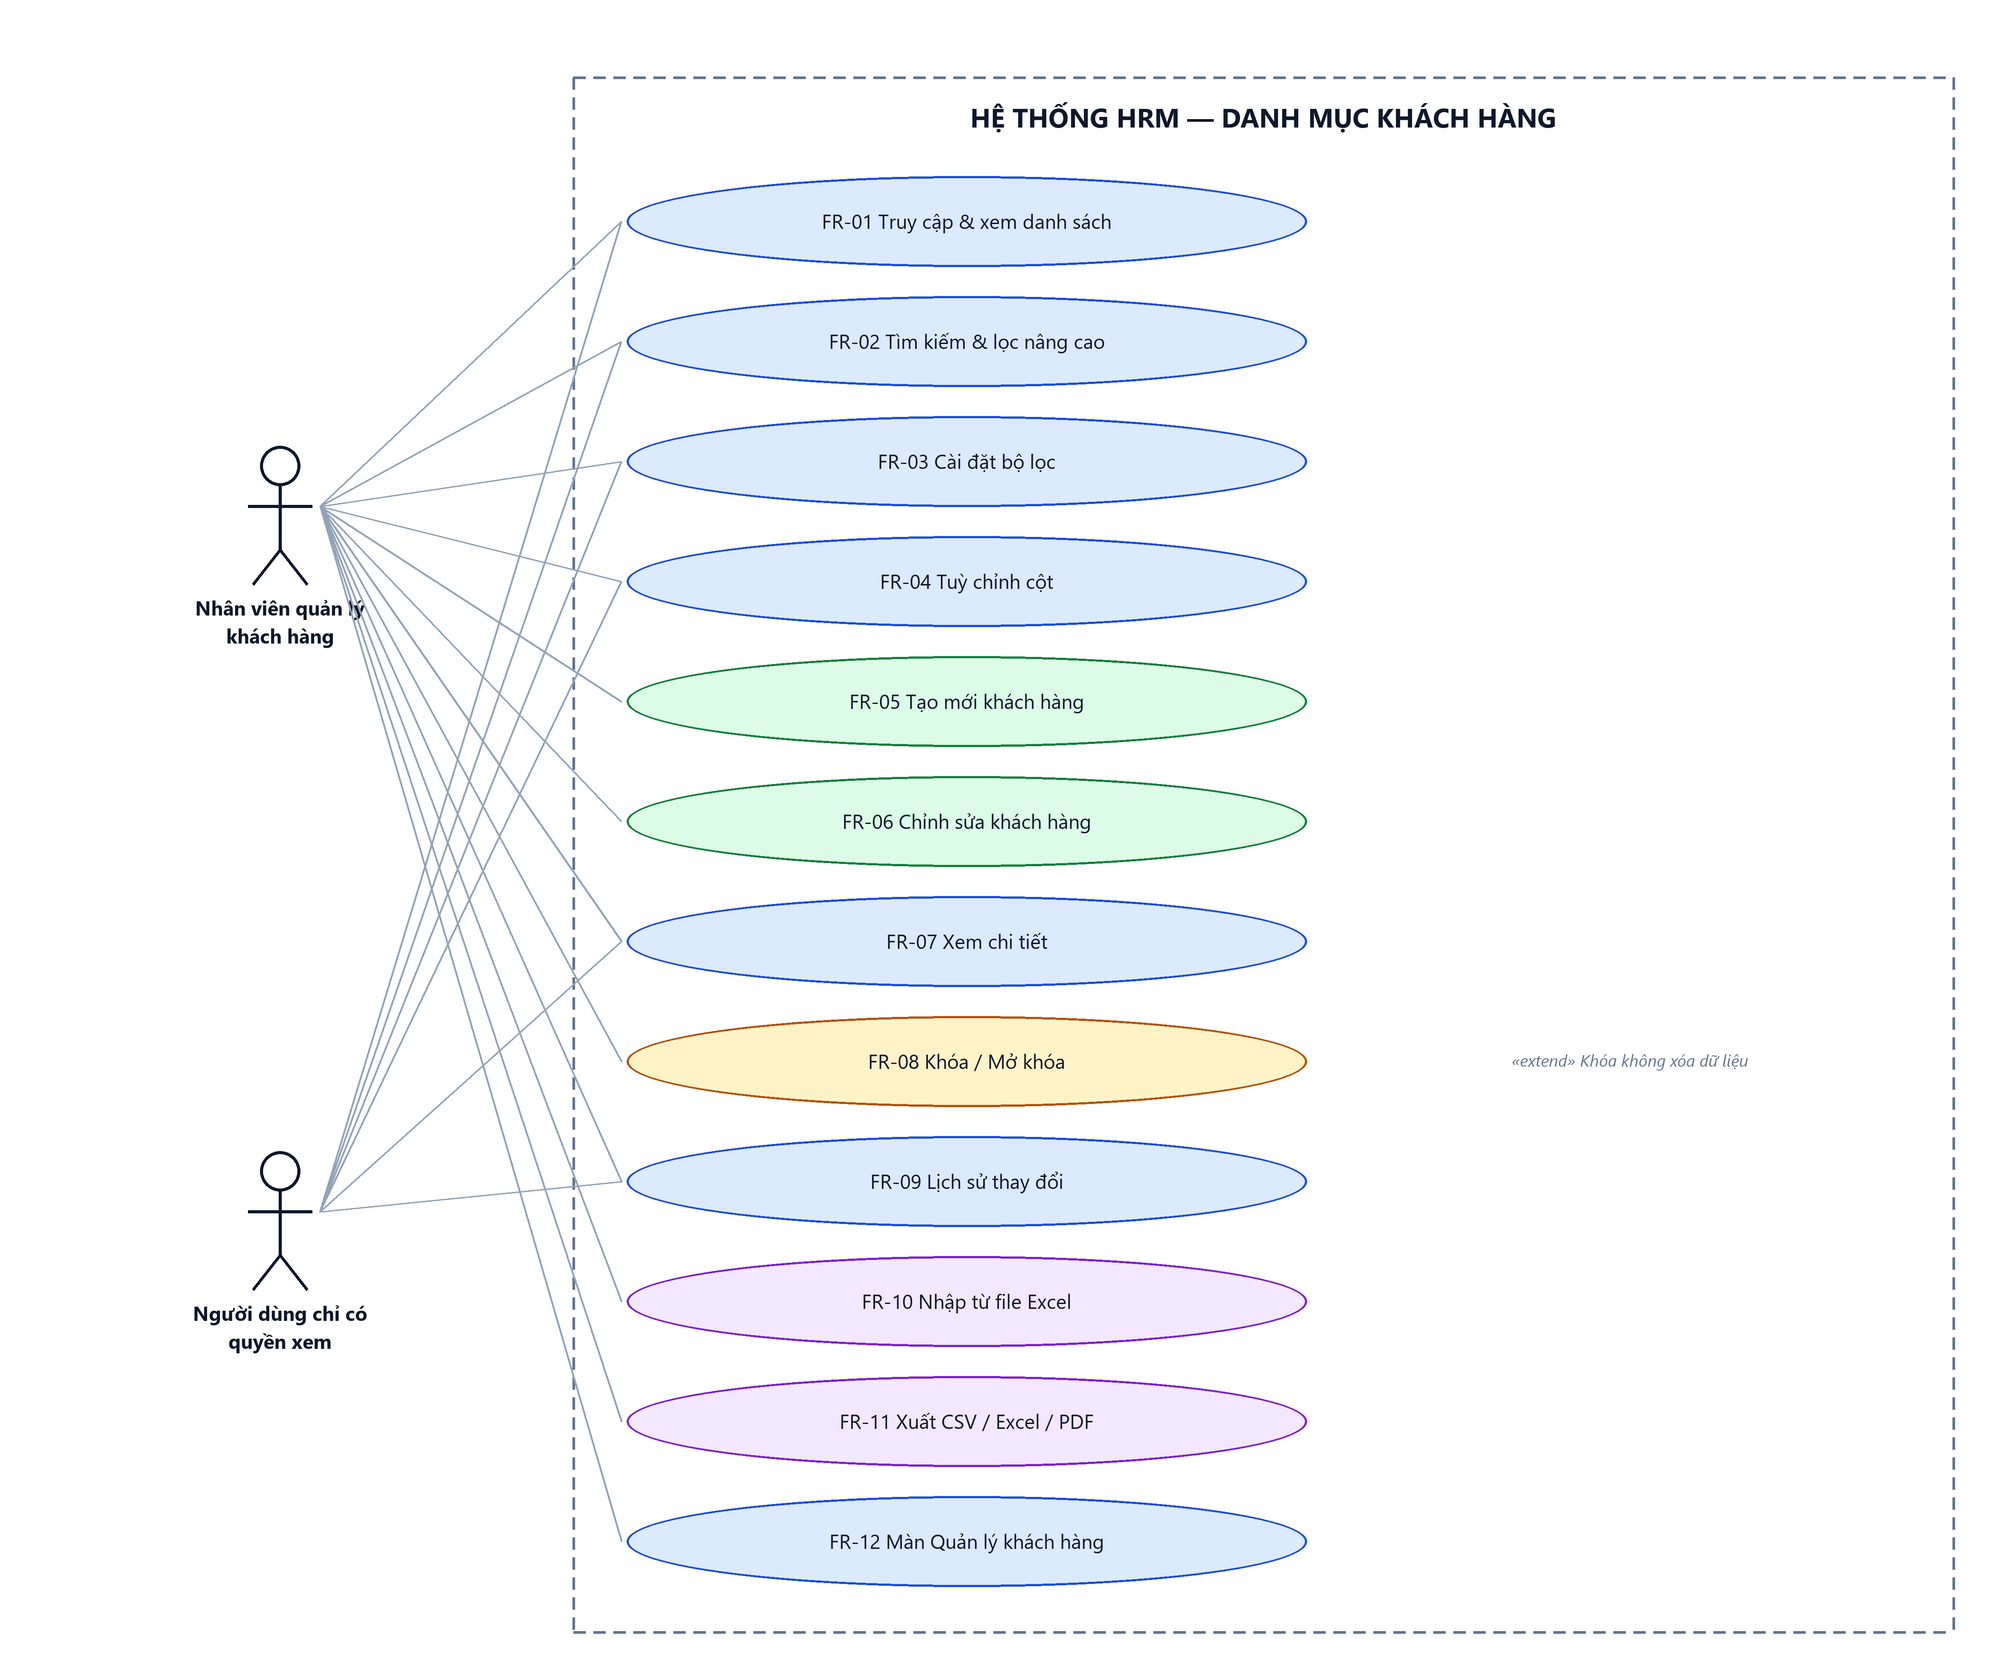 HỆ THỐNG HRM — DANH MỤC KHÁCH HÀNG
FR-01 Truy cập & xem danh sách
FR-02 Tìm kiếm & lọc nâng cao
FR-03 Cài đặt bộ lọc
FR-04 Tuỳ chỉnh cột
Nhân viên quản lý
khách hàng
FR-05 Tạo mới khách hàng
FR-06 Chỉnh sửa khách hàng
FR-07 Xem chi tiết
FR-08 Khóa / Mở khóa
«extend» Khóa không xóa dữ liệu
FR-09 Lịch sử thay đổi
Người dùng chỉ có
quyền xem
FR-10 Nhập từ file Excel
FR-11 Xuất CSV / Excel / PDF
FR-12 Màn Quản lý khách hàng